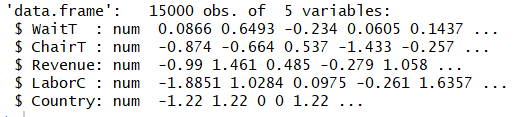 'data.frame':   15000 obs. of  5 variables:
 $ WaitT  : num  0.0866 0.6493 -0.234 0.0605 0.1437 ...
 $ ChairT : num  -0.874 -0.664 0.537 -1.433 -0.257 ...
 $ Revenue: num  -0.99 1.461 0.485 -0.279 1.058 ...
 $ LaborC : num  -1.8851 1.0284 0.0975 -0.261 1.6357 ...
 $ Country: num  -1.22 1.22 0 0 1.22 ...